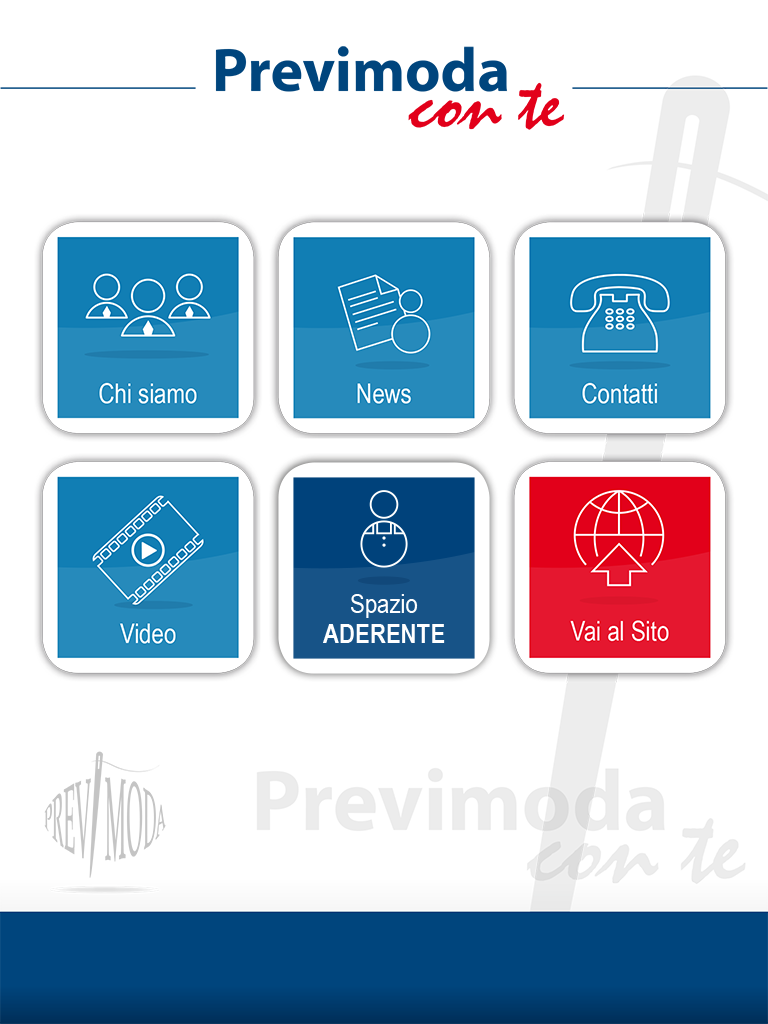 Previmoda
con te
Chi siamo
News
Contatti
Video
Spazio
ADERENTE
Vai al Sito
PREVIMODA
Previmoda
con te